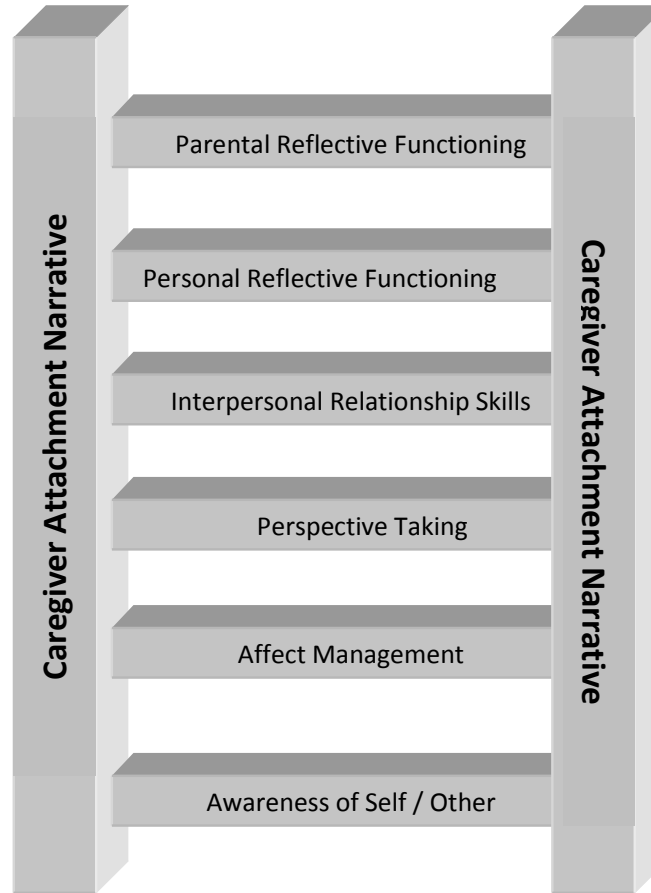 Caregiver Attachment Narrative
Parental Reflective Functioning
Personal Reflective Functioning
Interpersonal Relationship Skills
Perspective Taking
Affect Management
Awareness of Self / Other
Caregiver Attachment Narrative